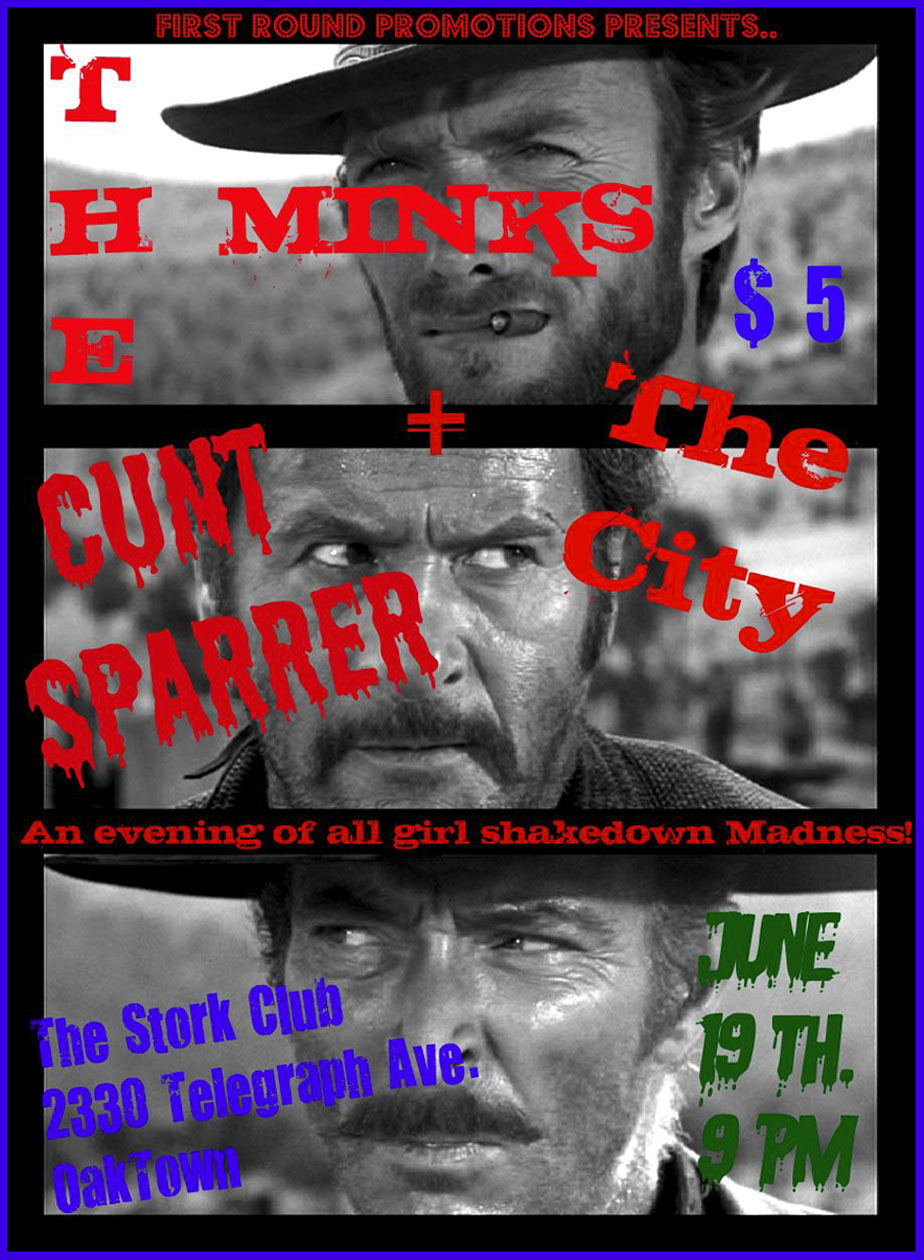 FIRST ROUND PROMOTIONS PRESENTS..
THE MINKS
$ 5
+
The
City
CUNT
SPARRER
An evening of all girl shakedown Madness!
The Stork Club
2330 Telegraph Ave.
OakTown
JUNE
19 TH.
9 PM